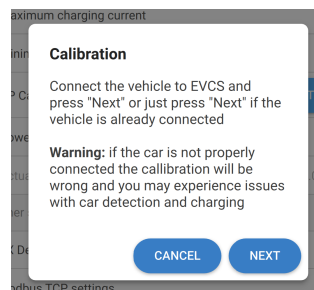 aximum charging current
Calibration
Connect the vehicle to EVCS and
press "Next" or just press "Next" if the
vehicle is already connected
Warning: if the car is not properly
connected the callibration will be
wrong and you may experience issues
with car detection and charging
CANCEL NEXT
odbus TCP settings